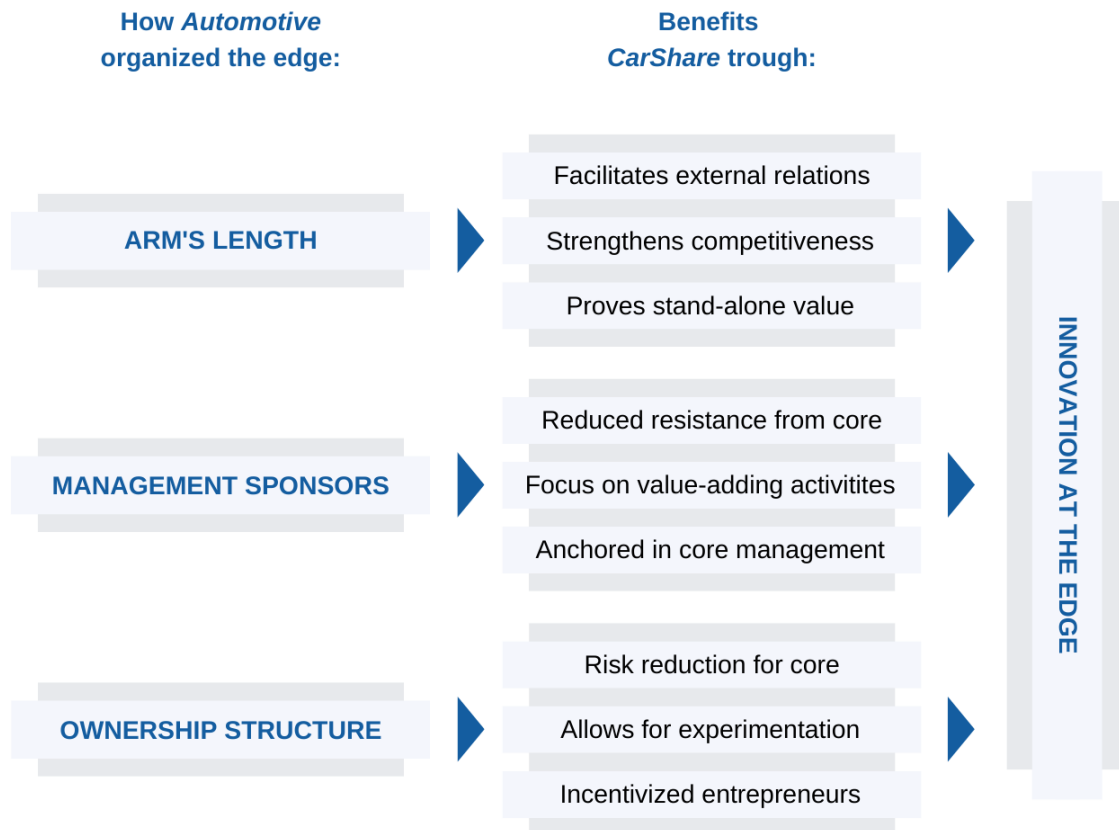 How Automotive
organized the edge:
Benefits
CarShare trough:
ARM'S LENGTH
Facilitates external relations
Strengthens competitiveness
Proves stand-alone value
MANAGEMENT SPONSORS
Reduced resistance from core
Focus on value-adding activitites
Anchored in core management
OWNERSHIP STRUCTURE
Risk reduction for core
Allows for experimentation
Incentivized entrepreneurs
INNOVATION AT THE EDGE